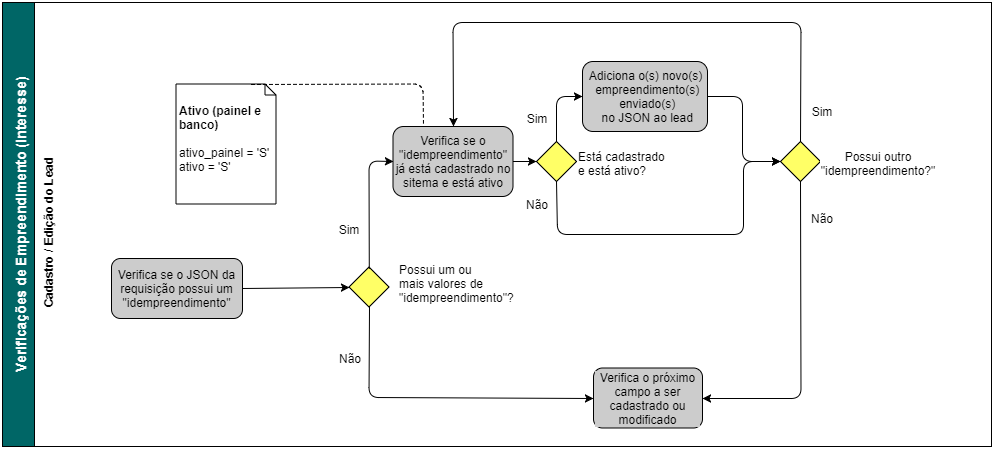 Verificações de Empreendimento (Interesse)
Cadastro / Edição do Lead
Ativo (painel e
banco)
ativo_painel = 'S'
ativo = 'S'
Verifica se o JSON da
requisição possui um
"idempreendimento"
Possui um ou
mais valores de
"idempreendimento"?
Sim
Não
Verifica se o
"idempreendimento"
já está cadastrado no
sitema e está ativo
Está cadastrado
e está ativo?
Sim
Não
Adiciona o(s) novo(s)
empreendimento(s)
enviado(s)
no JSON ao lead
Possui outro
"idempreendimento?"
Sim
Não
Verifica o próximo
campo a ser
cadastrado ou
modificado